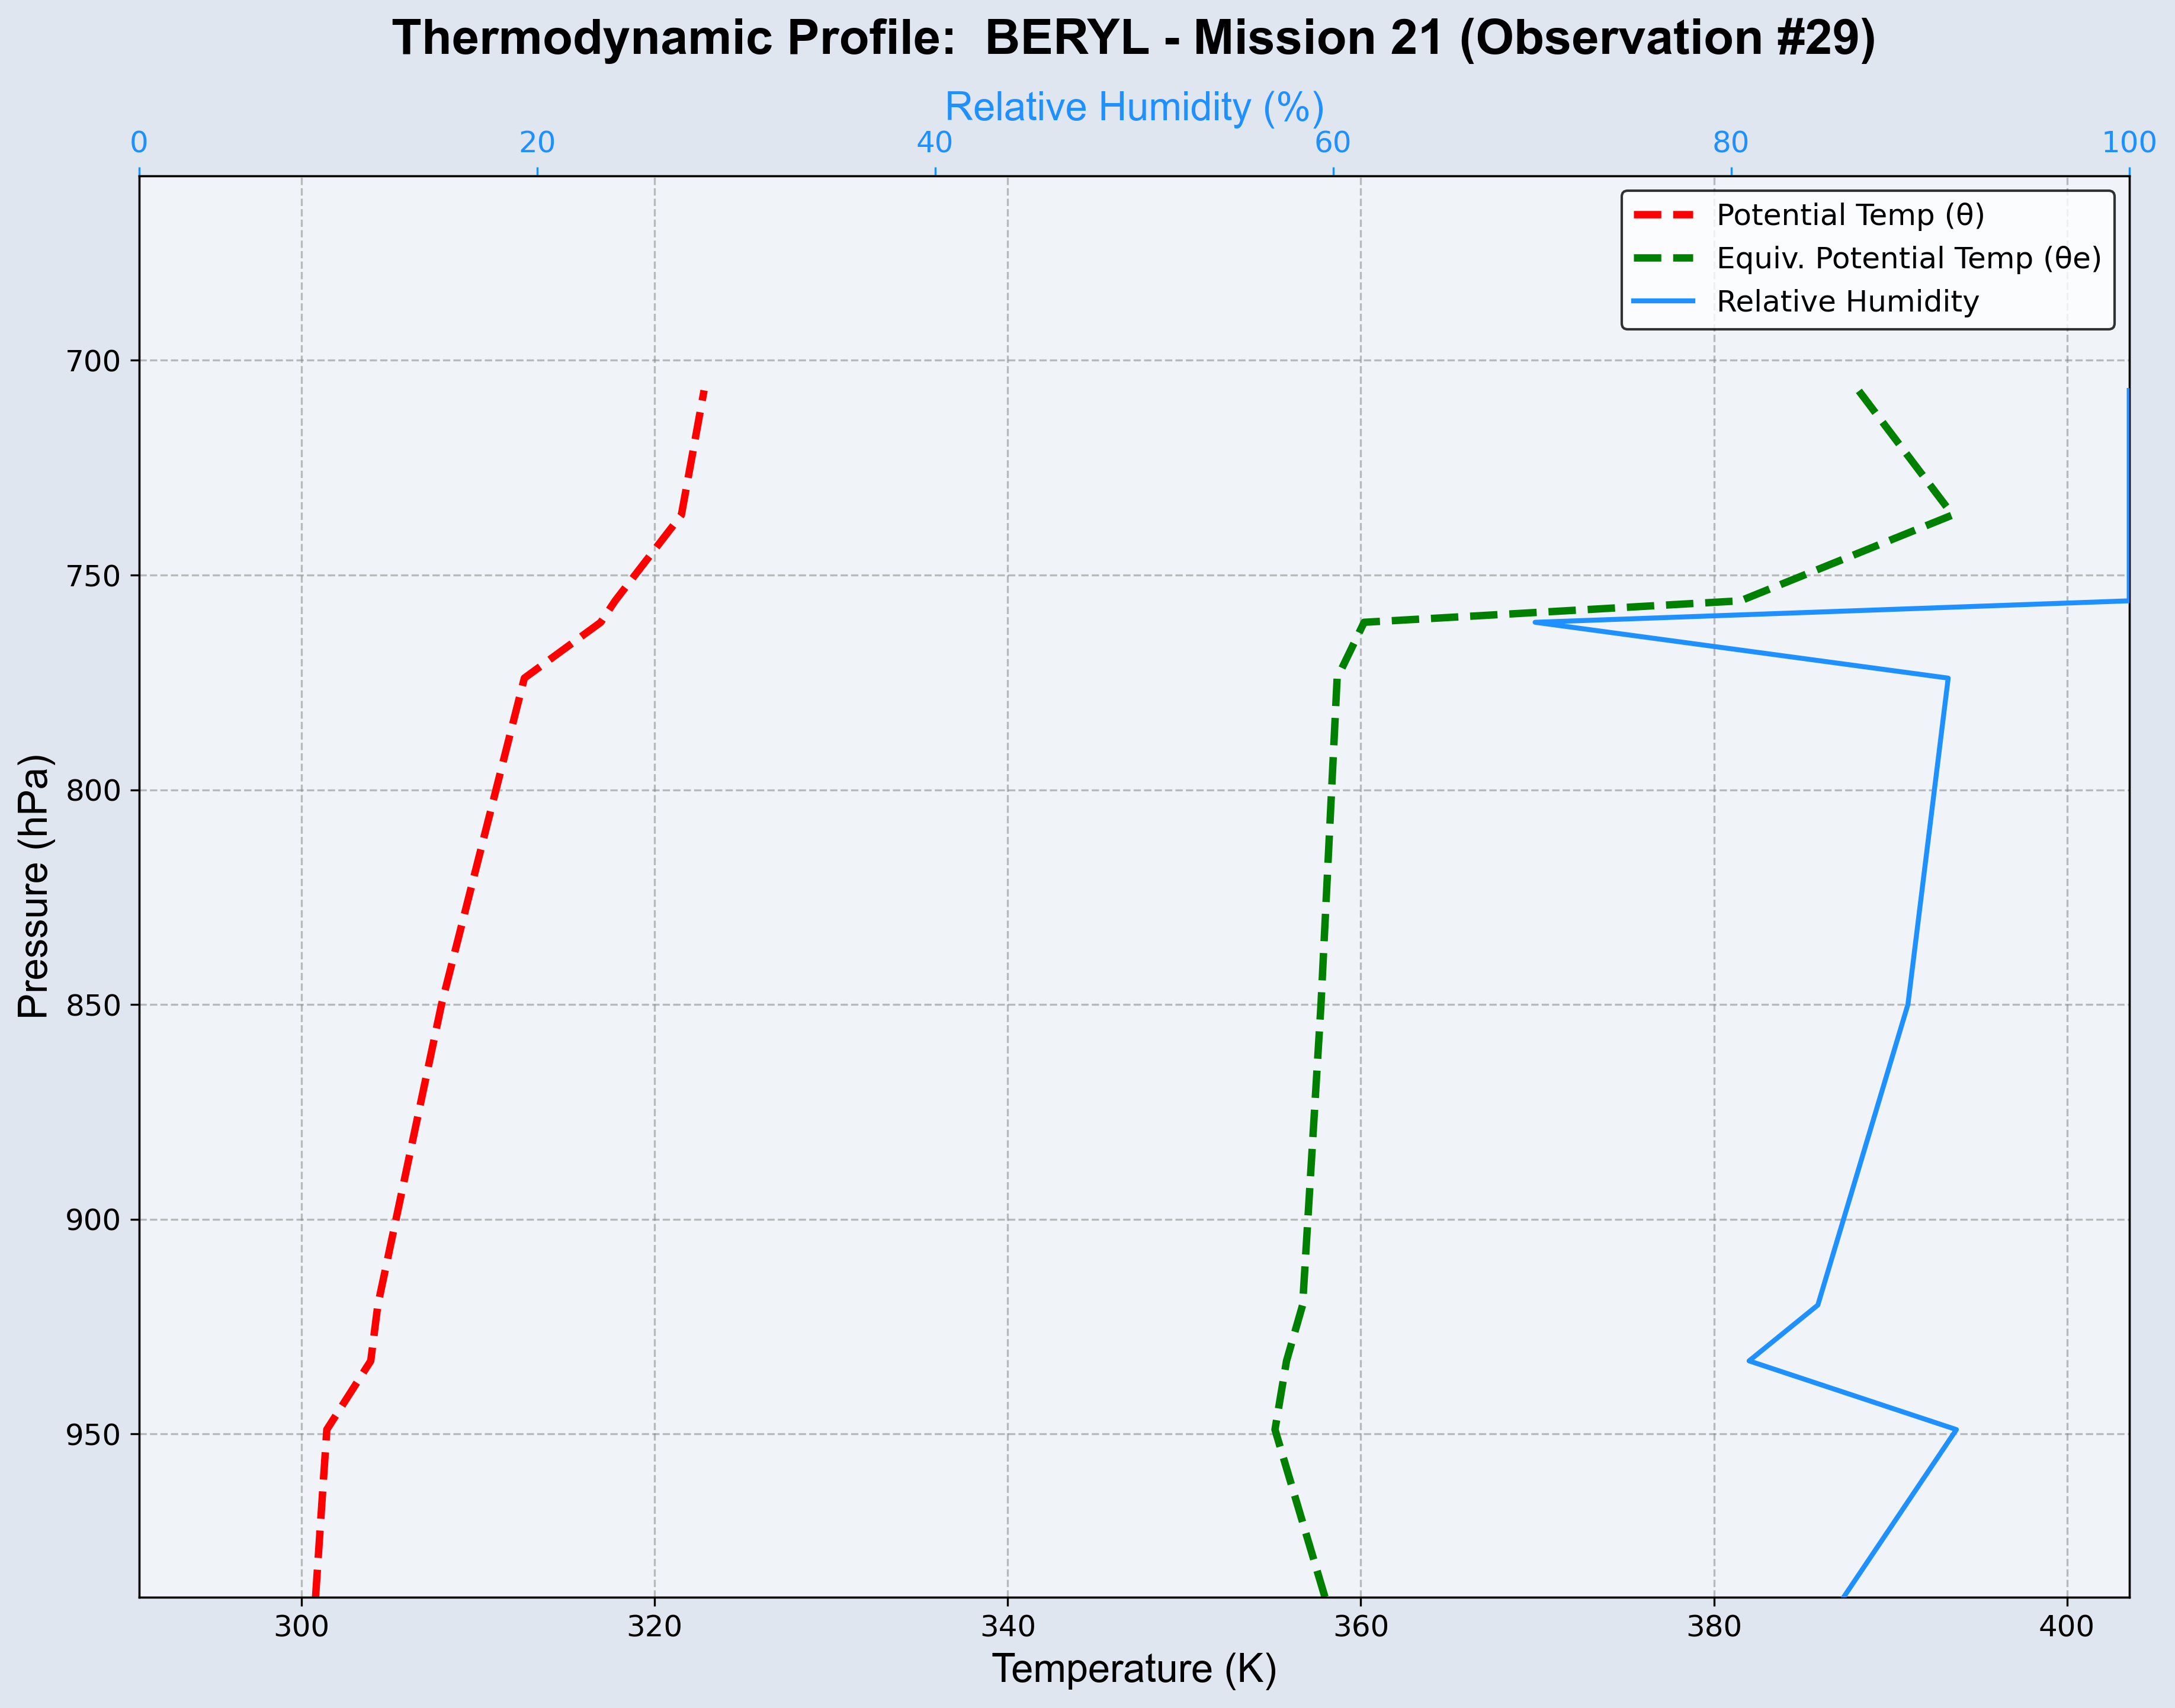 Thermodynamic Profile:  BERYL - Mission 21 (Observation #29)
Relative Humidity (%)
0 20 40 60 80 100
Potential Temp (θ)
Equiv. Potential Temp (θe)
Relative Humidity
Pressure (hPa)
700
750
800
850
900
950
300 320 340 360 380 400
Temperature (K)